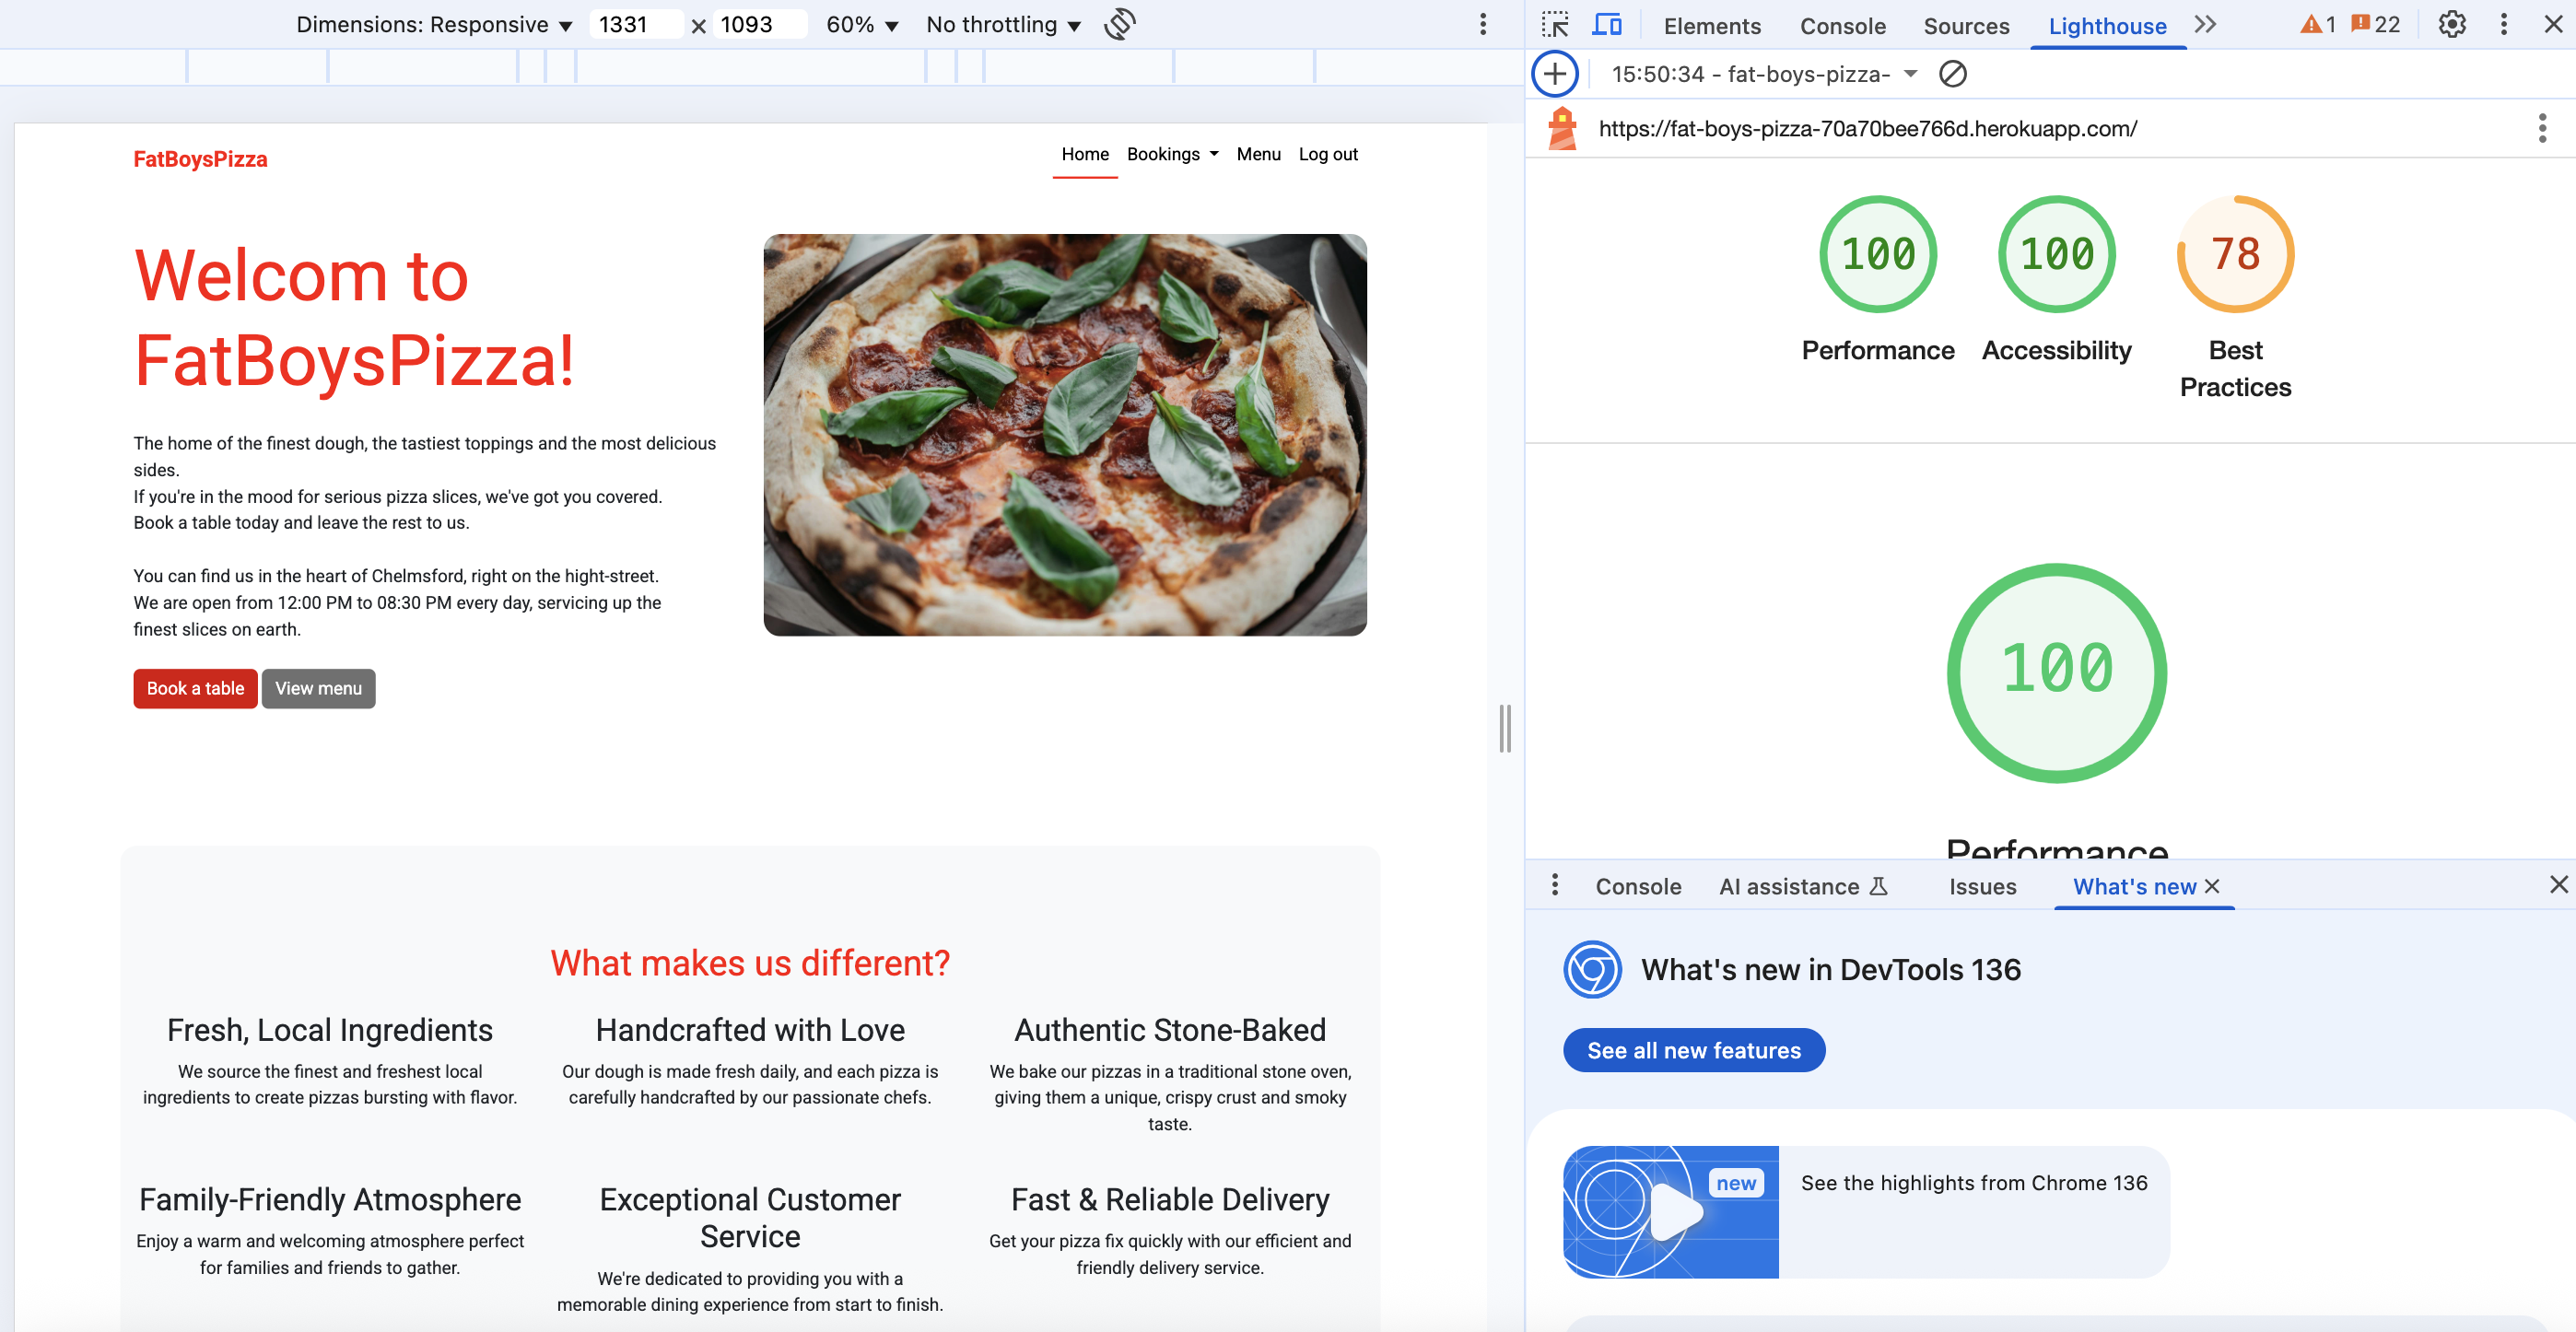 Dimensions: Responsive 1331 × 1093 60% No throttling
FatBoysPizza
Home Bookings Menu Log out
Welcom to
FatBoysPizza!
The home of the finest dough, the tastiest toppings and the most delicious
sides.
If you're in the mood for serious pizza slices, we've got you covered.
Book a table today and leave the rest to us.
You can find us in the heart of Chelmsford, right on the hight-street.
We are open from 12:00 PM to 08:30 PM every day, servicing up the
finest slices on earth.
Book a table View menu
What makes us different?
Fresh, Local Ingredients
We source the finest and freshest local
ingredients to create pizzas bursting with flavor.
Handcrafted with Love
Our dough is made fresh daily, and each pizza is
carefully handcrafted by our passionate chefs.
Authentic Stone-Baked
We bake our pizzas in a traditional stone oven,
giving them a unique, crispy crust and smoky
taste.
Family-Friendly Atmosphere
Enjoy a warm and welcoming atmosphere perfect
for families and friends to gather.
Exceptional Customer
Service
We're dedicated to providing you with a
memorable dining experience from start to finish.
Fast & Reliable Delivery
Get your pizza fix quickly with our efficient and
friendly delivery service.
Elements Console Sources Lighthouse 1 22
15:50:34 - fat-boys-pizza-
https://fat-boys-pizza-70a70bee766d.herokuapp.com/
100 100 78
Performance Accessibility Best
Practices
100
Performance
Console AI assistance Issues What's new
What's new in DevTools 136
See all new features
new
See the highlights from Chrome 136